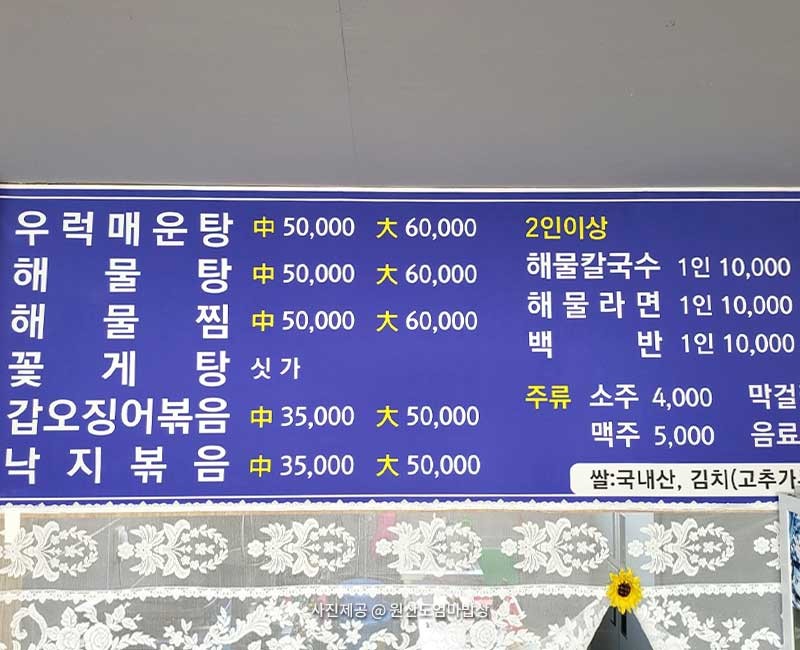 우럭매운탕 中 50,000 大 60,000
해물탕 中 50,000 大 60,000
해물찜 中 50,000 大 60,000
꽃게탕 싯가
갑오징어볶음 中 35,000 大 50,000
낙지볶음 中 35,000 大 50,000
2인이상
해물칼국수 1인 10,000
해물라면 1인 10,000
백반 1인 10,000
주류 소주 4,000 막걸
맥주 5,000 음료
쌀:국내산, 김치(고추가
사진제공 @ 원산도엄마밥상